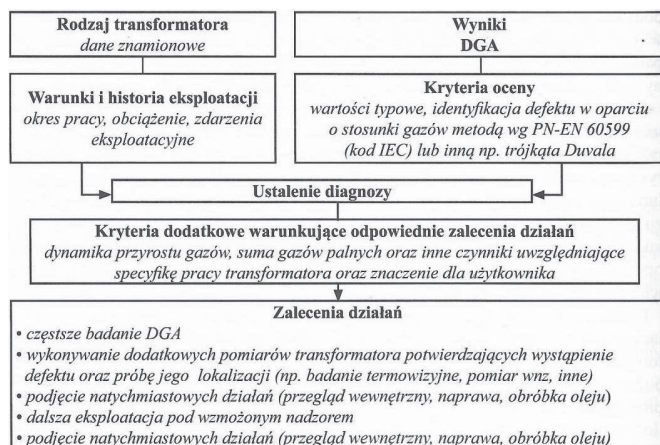 Rodzaj transformatora
dane znamionowe
Wyniki
DGA
Warunki i historia eksploatacji
okres pracy, obciążenie, zdarzenia
eksploatacyjne
Kryteria oceny
wartości typowe, identyfikacja defektu w oparciu
o stosunki gazów metodą wg PN-EN 60599
(kod IEC) lub inną np. trójkąta Duvala
Ustalenie diagnozy
Kryteria dodatkowe warunkujące odpowiednie zalecenia działań
dynamika przyrostu gazów, suma gazów palnych oraz inne czynniki uwzględniające
specyfikę pracy transformatora oraz znaczenie dla użytkownika
Zalecenia działań
• częstsze badanie DGA
• wykonywanie dodatkowych pomiarów transformatora potwierdzających wystąpienie
defektu oraz próbę jego lokalizacji (np. badanie termowizyjne, pomiar wnz, inne)
• podjęcie natychmiastowych działań (przegląd wewnętrzny, naprawa, obróbka oleju)
• dalsza eksploatacja pod wzmożonym nadzorem
• podjęcie natychmiastowych działań (przegląd wewnętrzny, naprawa, obróbka oleju)